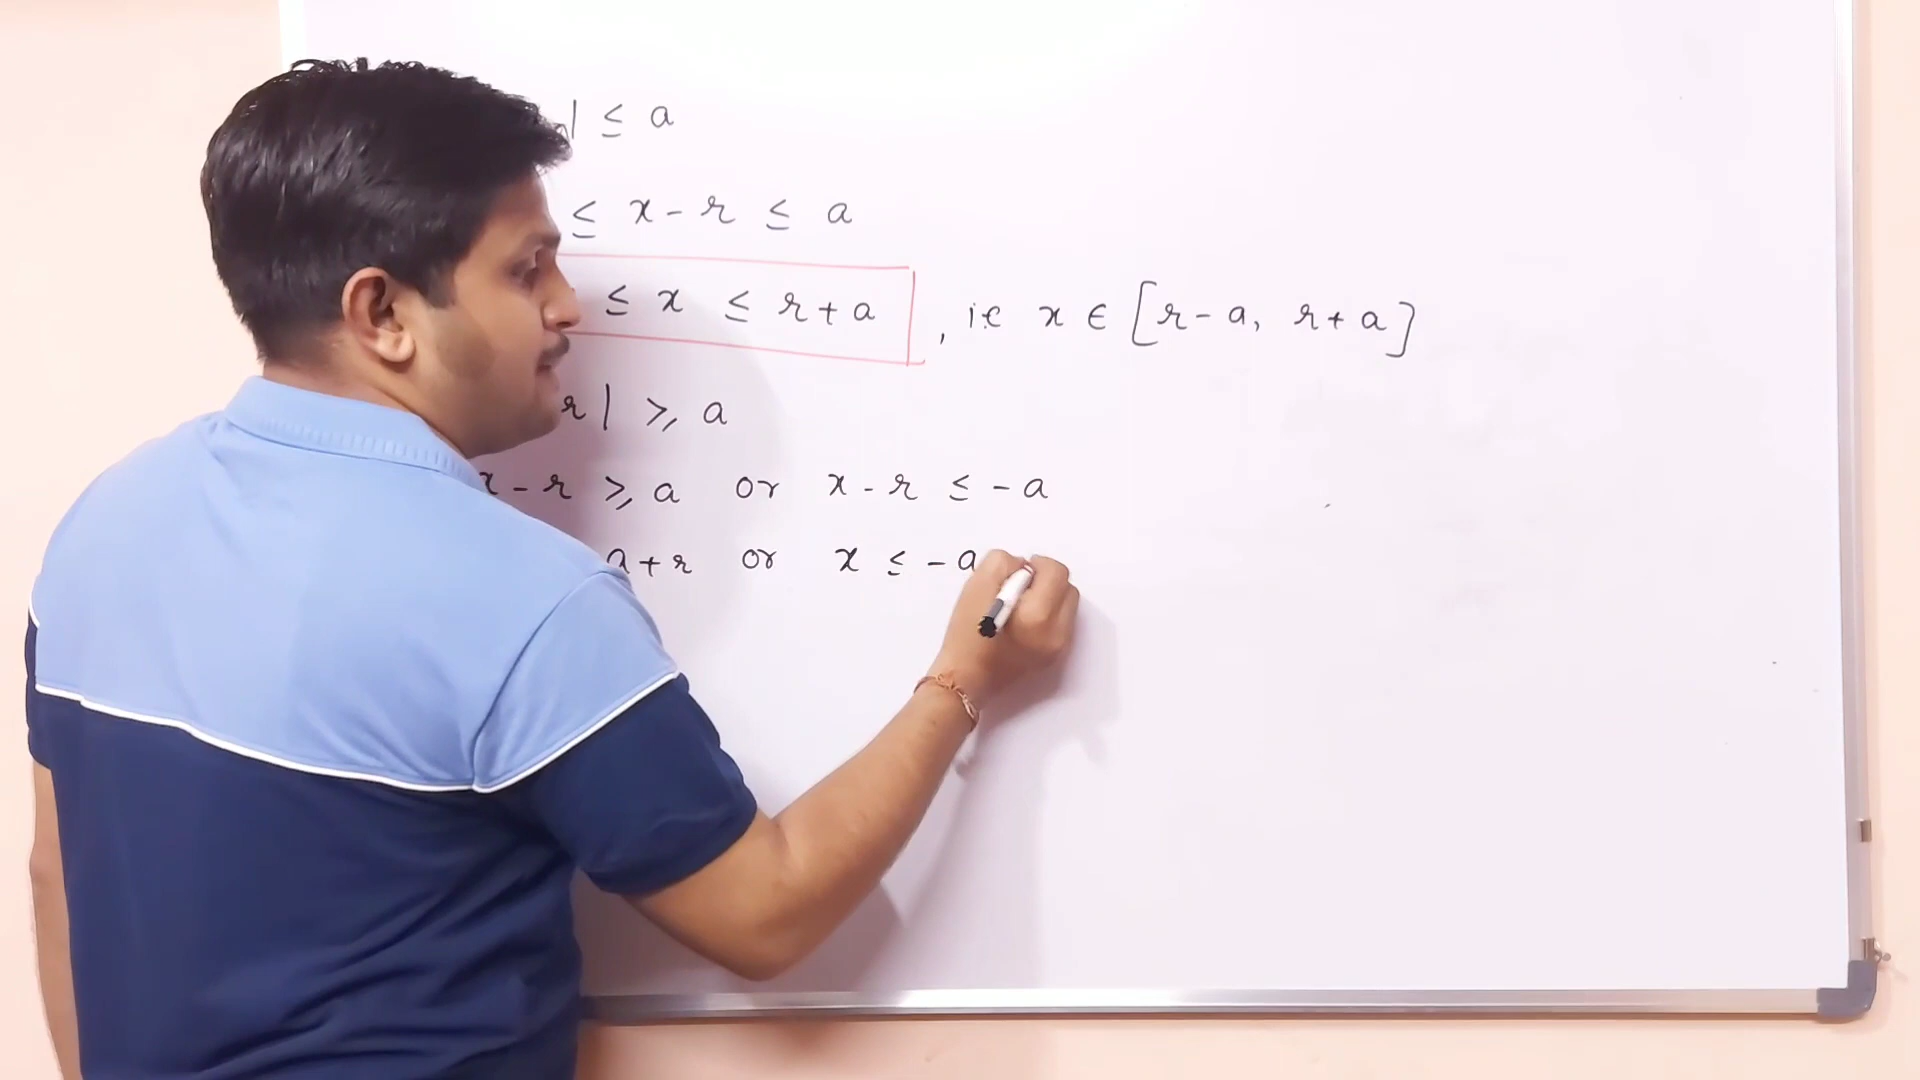 | ≤ a
≤ x - r ≤ a
≤ x ≤ r + a , i.e x ∈ [r - a, r + a]
r | ≥ a
x - r ≥ a or x - r ≤ - a
a + r or x ≤ - a